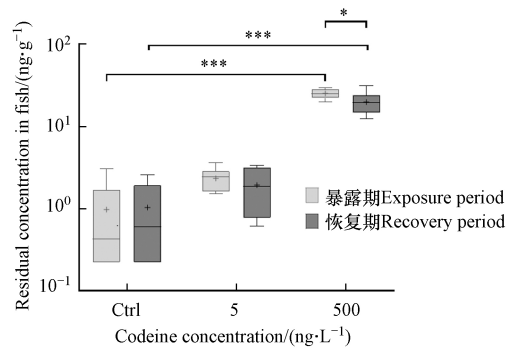 *
***
***
Residual concentration in fish/(ng·g⁻¹)
10²
10¹
10⁰
10⁻¹
暴露期Exposure period
恢复期Recovery period
Ctrl
5
500
Codeine concentration/(ng·L⁻¹)